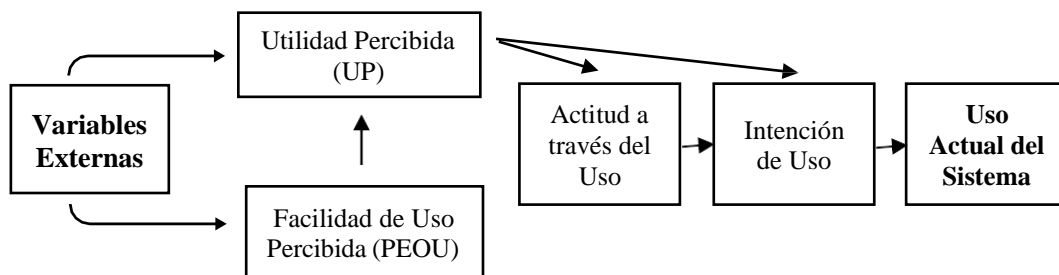 Utilidad Percibida
(UP)
Variables
Externas
Facilidad de Uso
Percibida (PEOU)
Actitud a
través del
Uso
Intención
de Uso
Uso
Actual del
Sistema